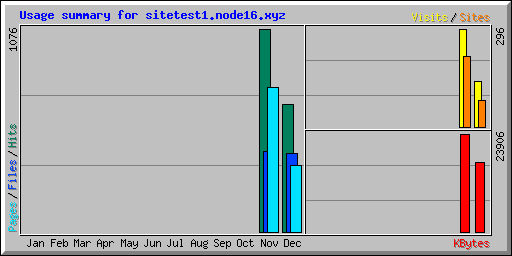 Usage summary for sitetest1.node16.xyz
Visits / Sites
1076
296
Pages / Files / Hits
23906
Jan Feb Mar Apr May Jun Jul Aug Sep Oct Nov Dec
KBytes